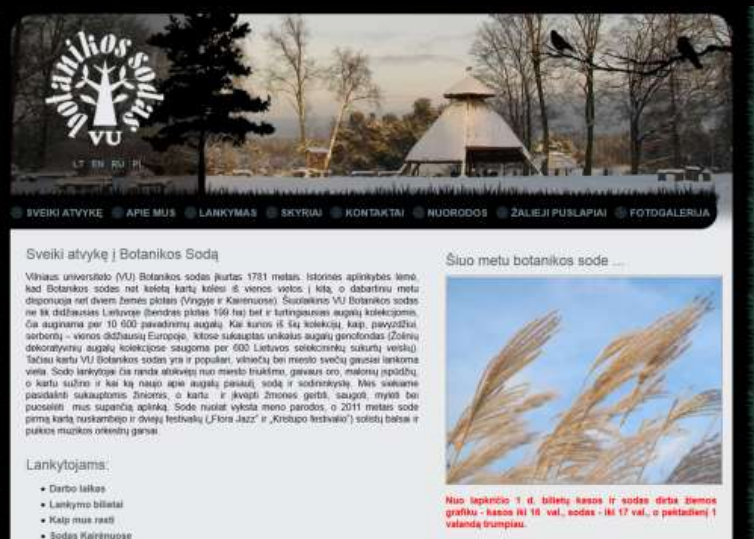 botanikos sodas
VU
LT EN RU PL
SVEIKI ATVYKĘ APIE MUS LANKYMAS SKYRIAI KONTAKTAI NUORODOS ŽALIEJI PUSLAPIAI FOTOGALERIJA
Sveiki atvykę į Botanikos Sodą
Vilniaus universiteto (VU) Botanikos sodas įkurtas 1781 metais. Istorinės aplinkybės lėmė,
kad Botanikos sodas net keletą kartų kėlėsi iš vienos vietos į kitą, o dabartiniu metu
disponuoja net dviem žemės plotais (Vingyje ir Kairėnuose). Šiuolaikinis VU Botanikos sodas
ne tik didžiausias Lietuvoje (bendras plotas 199 ha) bet ir turtingiausias augalų kolekcijomis,
čia auginama per 10 600 pavadinimų augalų. Kai kurios iš šių kolekcijų, kaip, pavyzdžiui,
– vienos didžiausių Europoje, kitose sukauptas unikalus augalų genofondas (Žolinių
dekoratyvinių augalų kolekcijose saugoma per 600 Lietuvos selekcininkų sukurtų veislių).
Tačiau kartu VU Botanikos sodas yra ir populiari, vilniečių bei miesto svečių gausiai lankoma
vieta. Sodo lankytojai čia randa atokvėpį nuo miesto triukšmo, gaivaus oro, malonių įspūdžių,
o kartu sužino ir kai ką naujo apie augalų pasaulį, sodą ir sodininkystę. Mes siekiame
pasidalinti sukauptomis žiniomis, o kartu ir įkvėpti žmones gerbti, saugoti, mylėti bei
puoselėti mus supančią aplinką. Sode nuolat vyksta meno parodos, o 2011 metais sode
pirmą kartą nuskambėjo ir dviejų festivalių („Flora Jazz“ ir „Kristupo festivalio“) solistų balsai ir
puikios muzikos orkestrų garsai.
Lankytojams:
• Darbo laikas
• Lankymo bilietai
• Kaip mus rasti
• Sodas Kairėnuose
Šiuo metu botanikos sode ...
Nuo lapkričio 1 d. bilietų kasos ir sodas dirba žiemos
grafiku - kasos iki 16 val., sodas - iki 17 val., o pektadienį 1
valandą trumpiau.